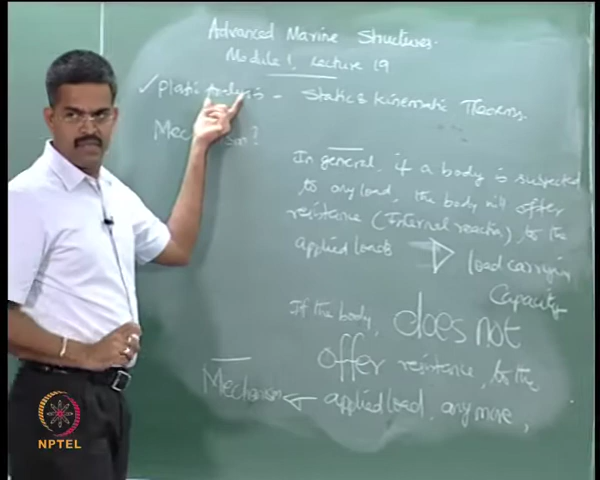 Advanced Marine Structures.
Module 1, Lecture 19
✓ Plastic Analysis - Static & kinematic Theorems.
Mechanism?
In general, if a body is subjected
to any load, the body will offer
resistance (Internal reaction), to the
applied loads
load carrying
Capacity
If the body, does not
offer resistance, to the
Mechanism ← applied load, any more,
NPTEL